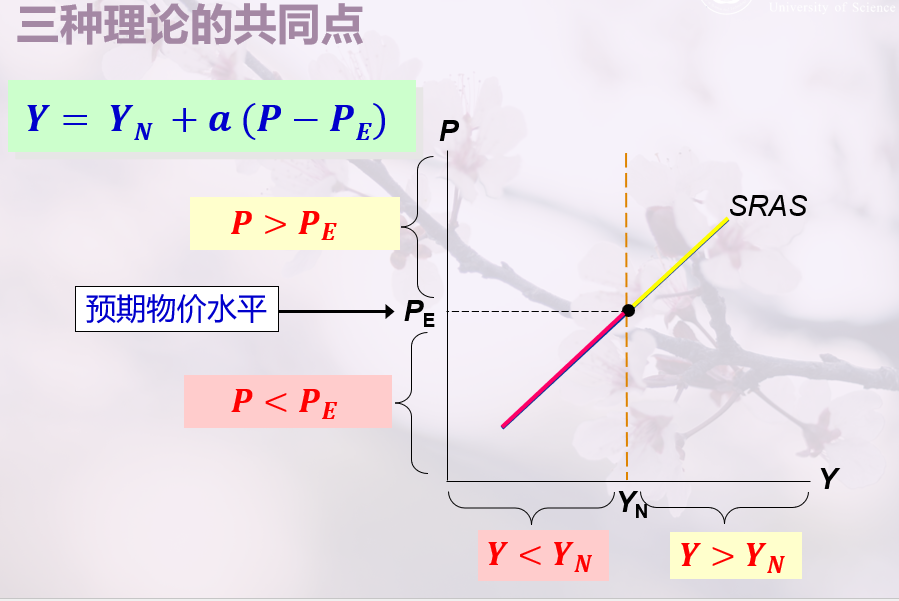 University of Science
三种理论的共同点
Y = Y_N + a (P − P_E)
P
P > P_E
SRAS
预期物价水平
P_E
P < P_E
Y
Y_N
Y < Y_N
Y > Y_N